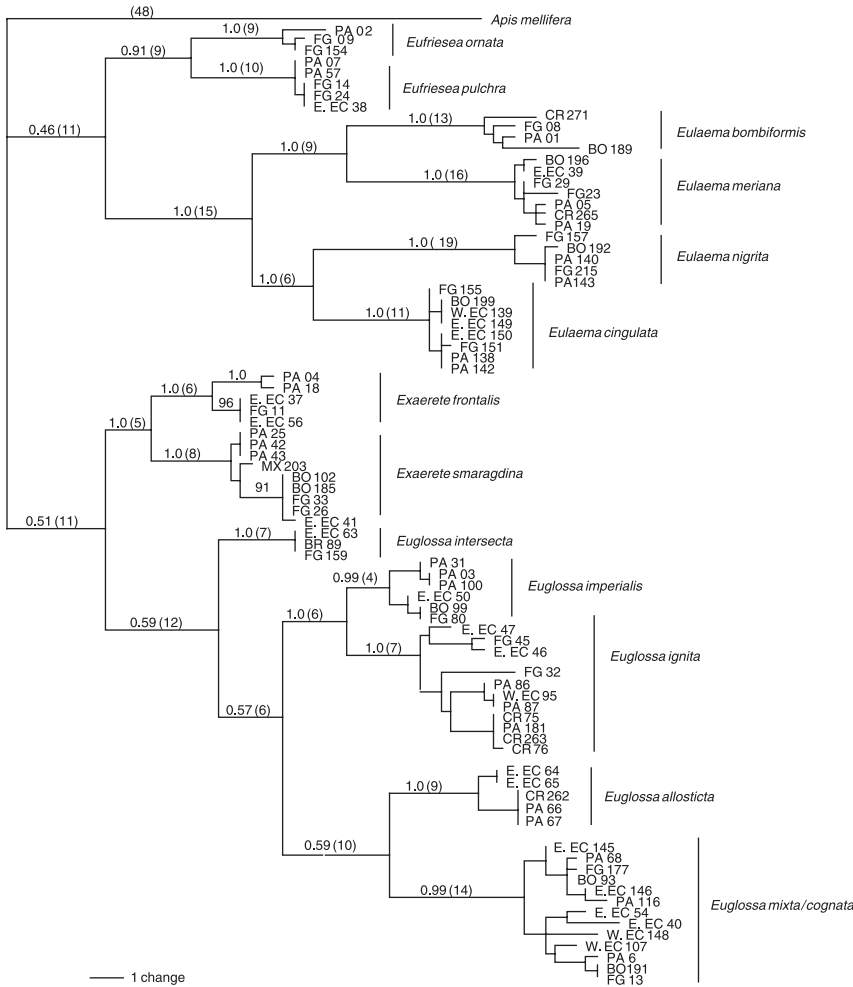 (48)
Apis mellifera
1.0 (9)
PA 02
FG 09
FG 154
Eufriesea ornata
0.91 (9)
1.0 (10)
PA 07
PA 57
FG 14
FG 24
E. EC 38
Eufriesea pulchra
0.46 (11)
1.0 (13)
CR 271
FG 08
PA 01
BO 189
Eulaema bombiformis
1.0 (9)
1.0 (16)
BO 196
E.EC 39
FG 29
FG23
PA 05
CR 265
PA 19
Eulaema meriana
1.0 (15)
1.0 ( 19)
FG 157
BO 192
PA 140
FG 215
PA143
Eulaema nigrita
1.0 (6)
1.0 (11)
FG 155
BO 199
W. EC 139
E. EC 149
E. EC 150
FG 151
PA 138
PA 142
Eulaema cingulata
1.0
PA 04
PA 18
1.0 (6)
96
E. EC 37
FG 11
E. EC 56
Exaerete frontalis
1.0 (5)
1.0 (8)
PA 25
PA 42
PA 43
MX 203
91
BO 102
BO 185
FG 33
FG 26
E. EC 41
Exaerete smaragdina
0.51 (11)
1.0 (7)
E. EC 63
BR 89
FG 159
Euglossa intersecta
0.99 (4)
PA 31
PA 03
PA 100
E. EC 50
BO 99
FG 80
Euglossa imperialis
0.59 (12)
1.0 (6)
1.0 (7)
E. EC 47
FG 45
E. EC 46
FG 32
PA 86
W. EC 95
PA 87
CR 75
PA 181
CR 263
CR 76
Euglossa ignita
0.57 (6)
1.0 (9)
E. EC 64
E. EC 65
CR 262
PA 66
PA 67
Euglossa allosticta
0.59 (10)
0.99 (14)
E. EC 145
PA 68
FG 177
BO 93
E.EC 146
PA 116
E. EC 54
E. EC 40
W. EC 148
W. EC 107
PA 6
BO191
FG 13
Euglossa mixta/cognata
1 change